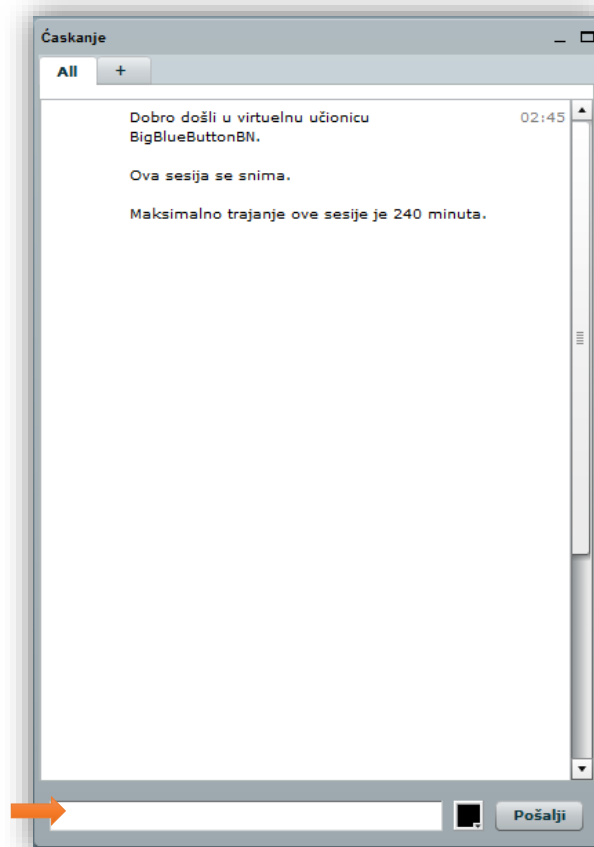 Ćaskanje
All +
Dobro došli u virtuelnu učionicu 02:45
BigBlueButtonBN.
Ova sesija se snima.
Maksimalno trajanje ove sesije je 240 minuta.
Pošalji